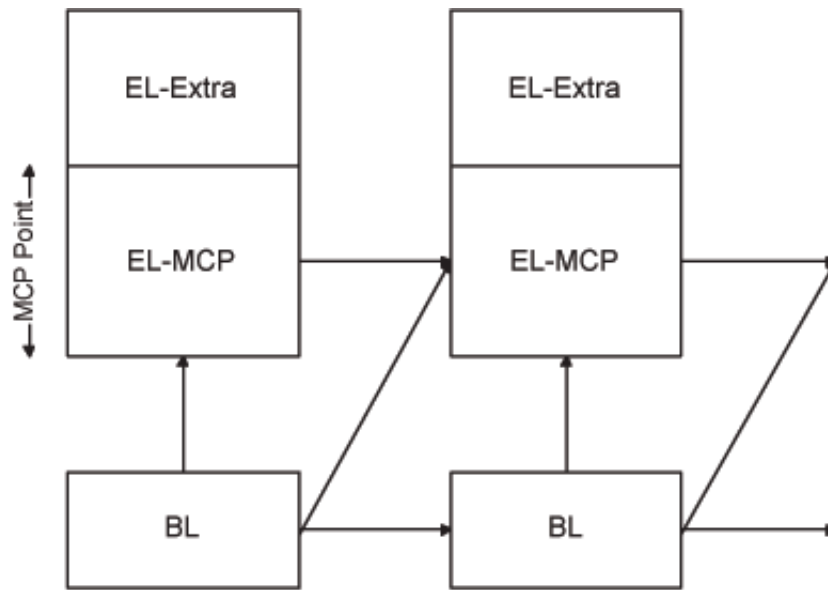 EL-Extra
EL-Extra
MCP Point
EL-MCP
EL-MCP
BL
BL